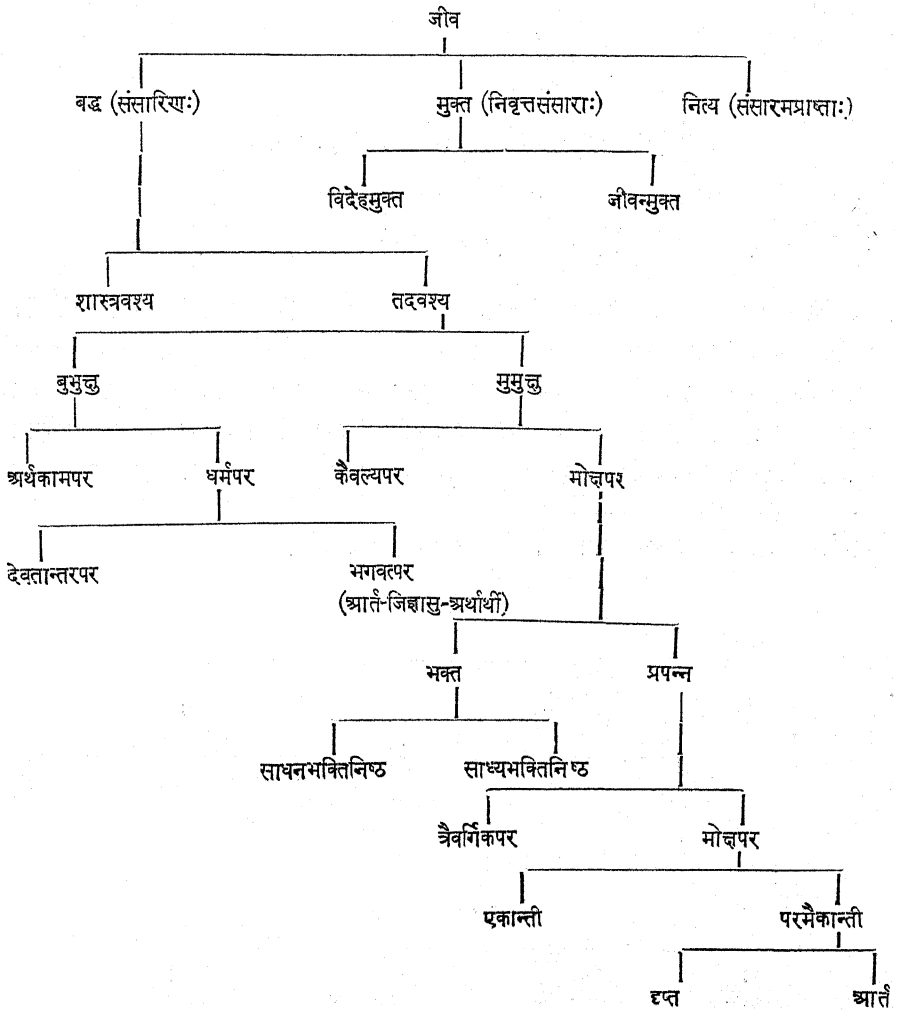 जीव
बद्ध (संसारिणः) मुक्त (निवृत्तसंसाराः) नित्य (संसारमप्राप्ताः)
विदेहमुक्त जीवन्मुक्त
शास्त्रवश्य तदवश्य
बुभुक्षु मुमुक्षु
अर्थकामपर धर्मपर कैवल्यपर मोक्षपर
देवतान्तरपर भगवत्पर
(आर्त-जिज्ञासु-अर्थार्थी)
भक्त प्रपन्न
साधनभक्तिनिष्ठ साध्यभक्तिनिष्ठ
त्रैवर्गिकपर मोक्षपर
एकान्ती परमैकान्ती
दृप्त आर्त